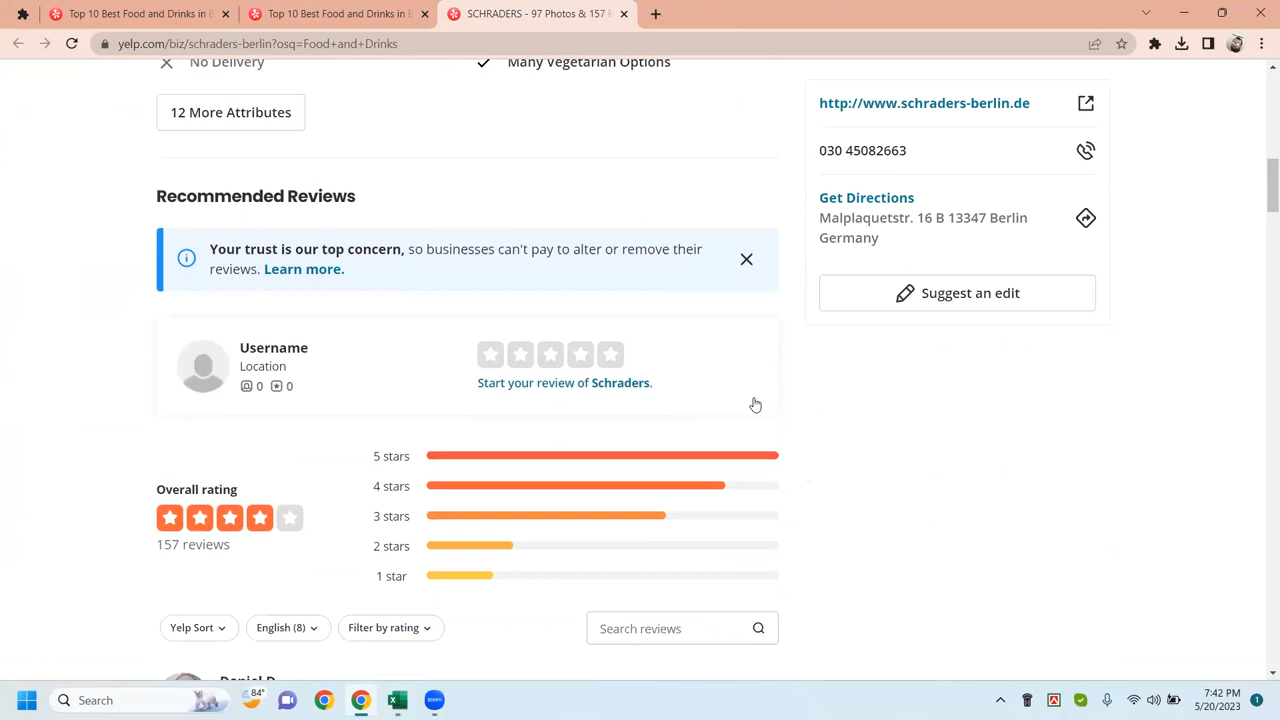 Top 10 Best Food and Drinks in B
Top 10 Best Food and Drinks in B
SCHRADERS - 97 Photos & 157 R
yelp.com/biz/schraders-berlin?osq=Food+and+Drinks
No Delivery
Many Vegetarian Options
12 More Attributes
http://www.schraders-berlin.de
030 45082663
Get Directions
Malplaquetstr. 16 B 13347 Berlin
Germany
Suggest an edit
Recommended Reviews
Your trust is our top concern, so businesses can't pay to alter or remove their
reviews. Learn more.
Username
Location
0 0
Start your review of Schraders.
5 stars
4 stars
3 stars
2 stars
1 star
Overall rating
157 reviews
Yelp Sort
English (8)
Filter by rating
Search reviews
Daniel D
Search
84°
zoom
7:42 PM
5/20/2023
1